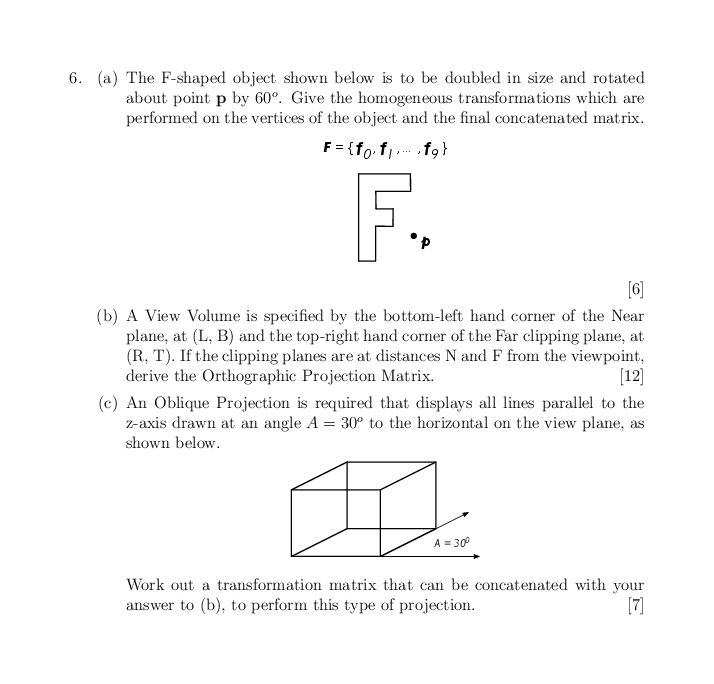 6. (a) The F-shaped object shown below is to be doubled in size and rotated
about point p by 60°. Give the homogeneous transformations which are
performed on the vertices of the object and the final concatenated matrix.
F = {f0, f1, ... , f9}
p
[6]
(b) A View Volume is specified by the bottom-left hand corner of the Near
plane, at (L, B) and the top-right hand corner of the Far clipping plane, at
(R, T). If the clipping planes are at distances N and F from the viewpoint,
derive the Orthographic Projection Matrix. [12]
(c) An Oblique Projection is required that displays all lines parallel to the
z-axis drawn at an angle A = 30° to the horizontal on the view plane, as
shown below.
A = 30°
Work out a transformation matrix that can be concatenated with your
answer to (b), to perform this type of projection. [7]